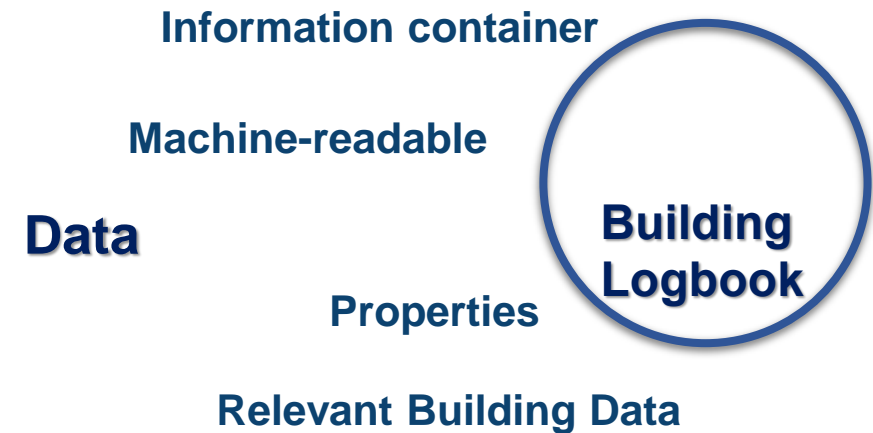 Information container
Machine-readable
Data
Building
Logbook
Properties
Relevant Building Data